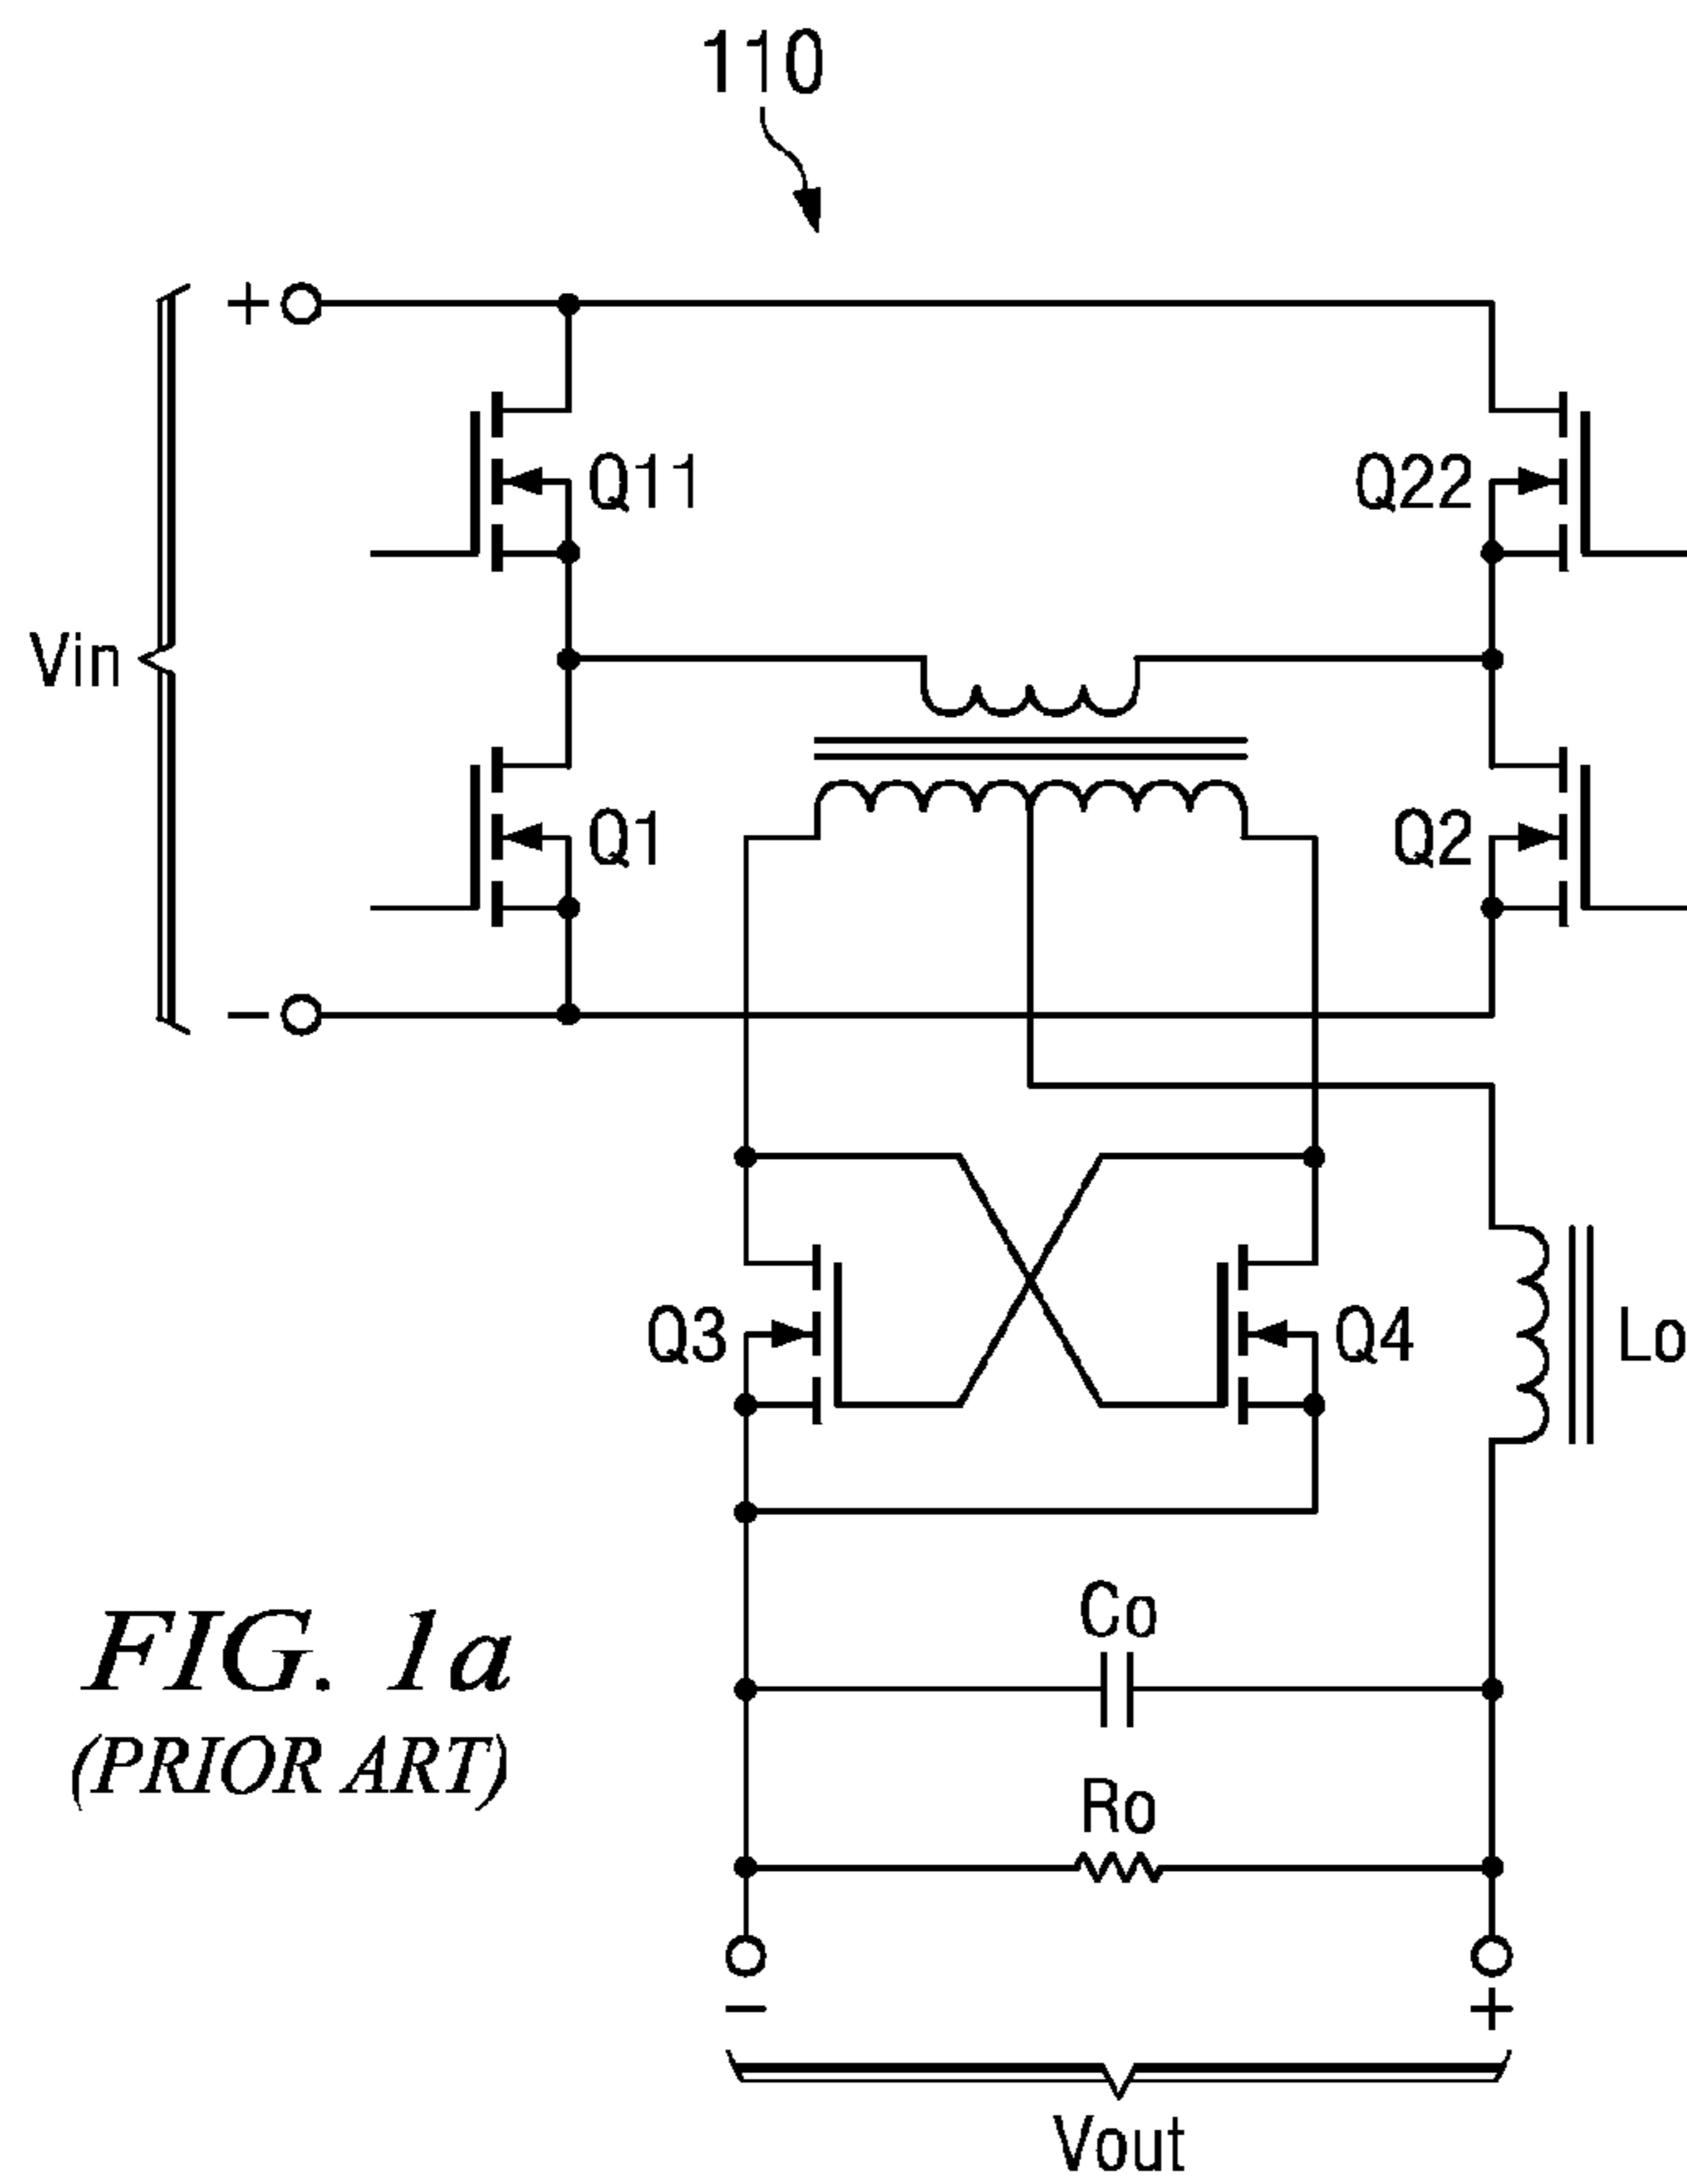 110
+
Q11
Q22
Vin
Q1
Q2
−
Q3
Q4
Lo
Co
FIG. 1a
(PRIOR ART)
Ro
− +
Vout